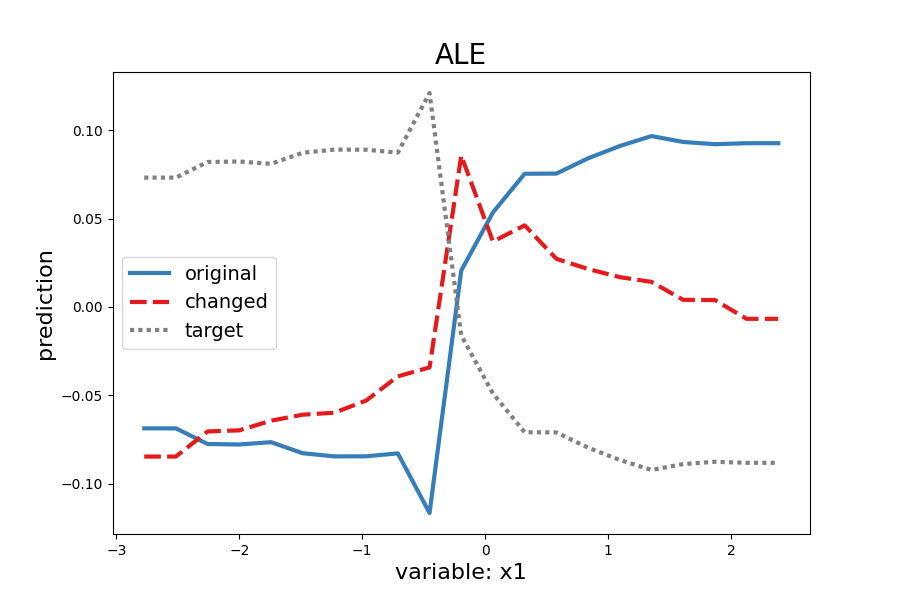 ALE
prediction
0.10
0.05
0.00
−0.05
−0.10
original
changed
target
−3
−2
−1
0
1
2
variable: x1